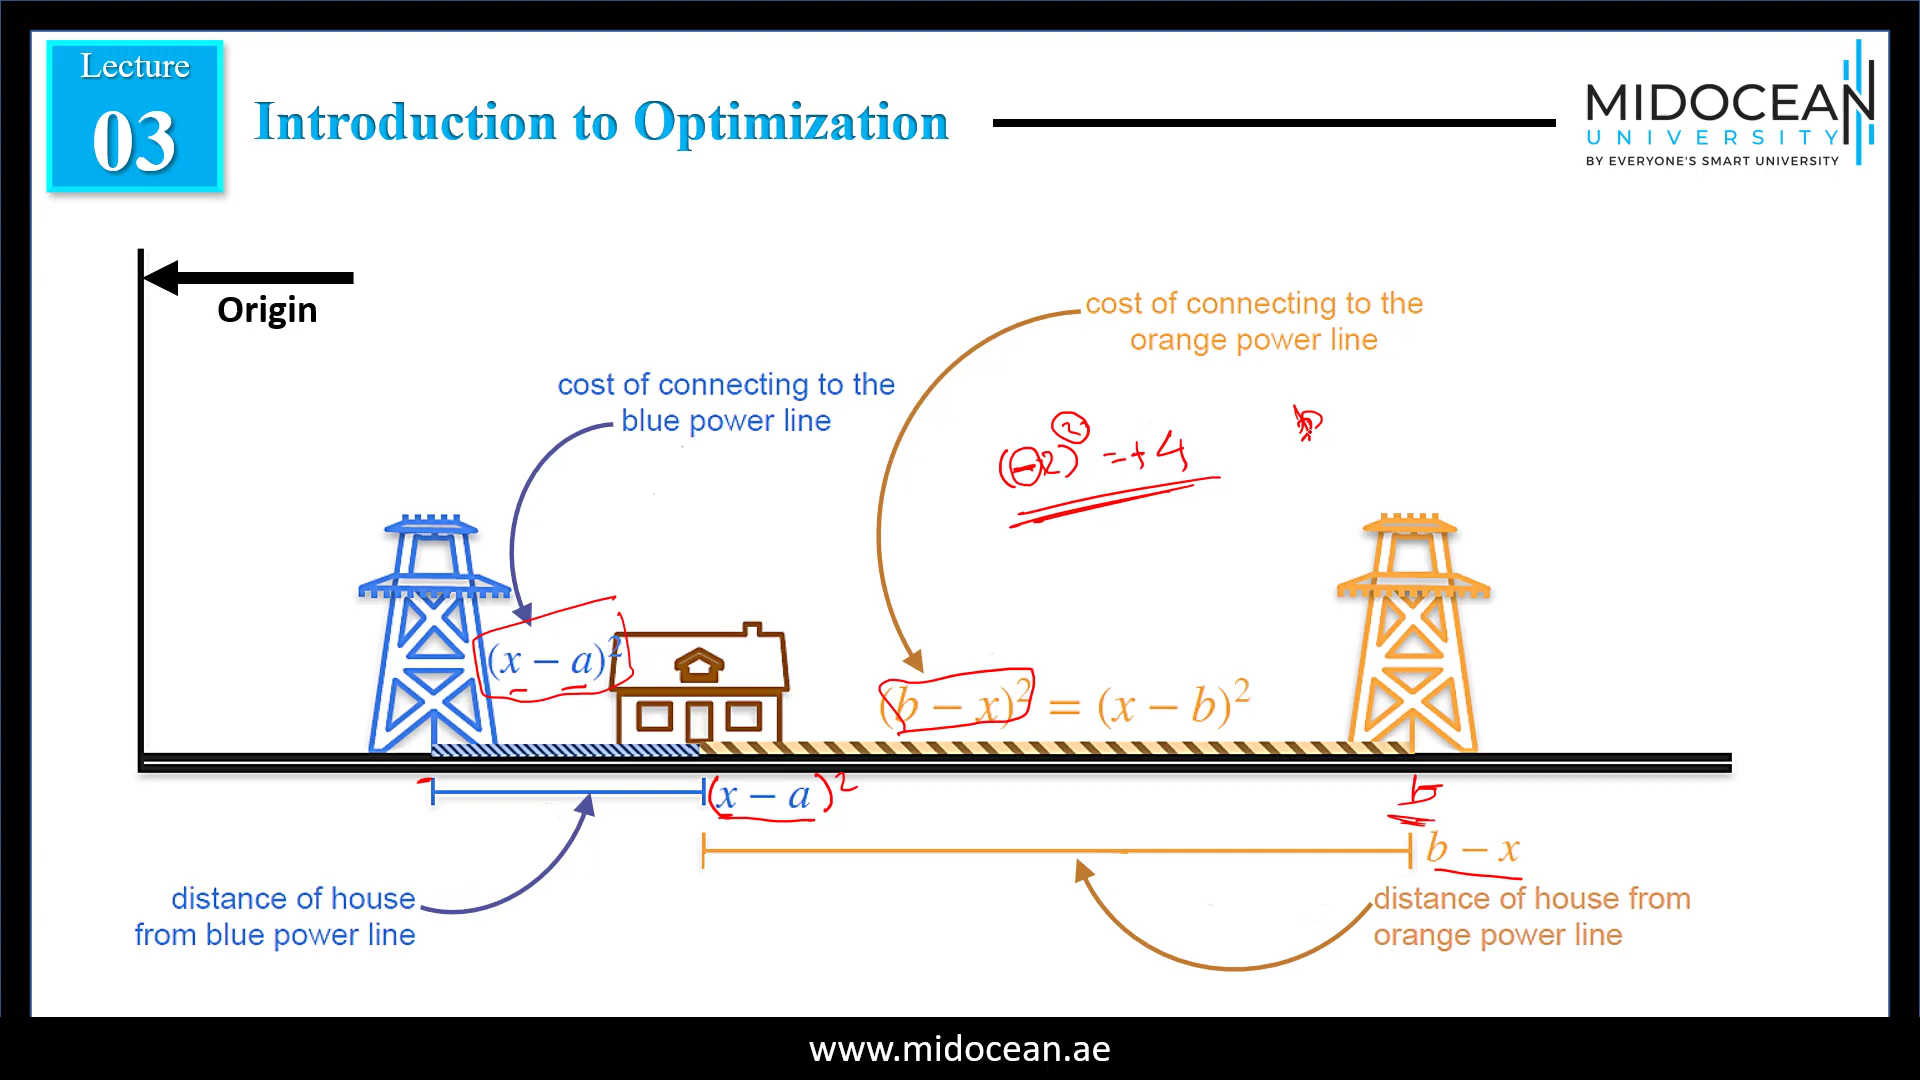 Lecture
03
Introduction to Optimization
MIDOCEAN
UNIVERSITY
BY EVERYONE'S SMART UNIVERSITY
Origin
cost of connecting to the
orange power line
cost of connecting to the
blue power line
(-2)² = +4
(x − a)²
(b − x)² = (x − b)²
(x − a)²
b
b − x
distance of house
from blue power line
distance of house from
orange power line
www.midocean.ae